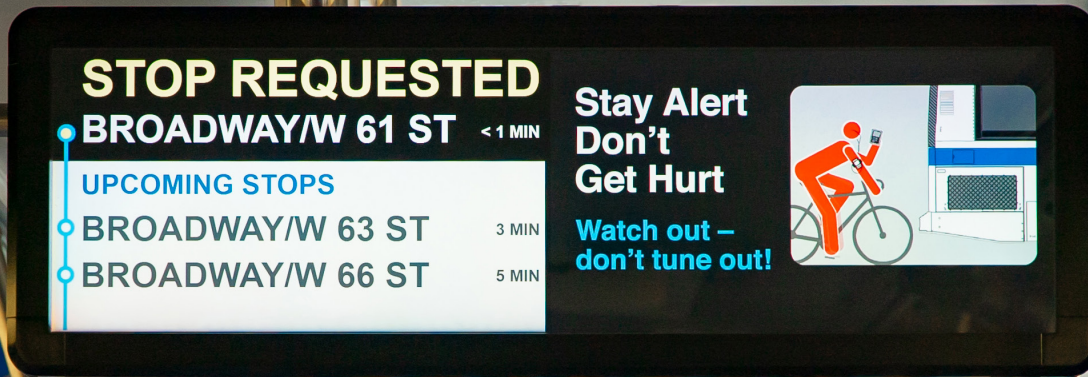 STOP REQUESTED
BROADWAY/W 61 ST < 1 MIN
UPCOMING STOPS
BROADWAY/W 63 ST 3 MIN
BROADWAY/W 66 ST 5 MIN
Stay Alert
Don't
Get Hurt
Watch out –
don't tune out!